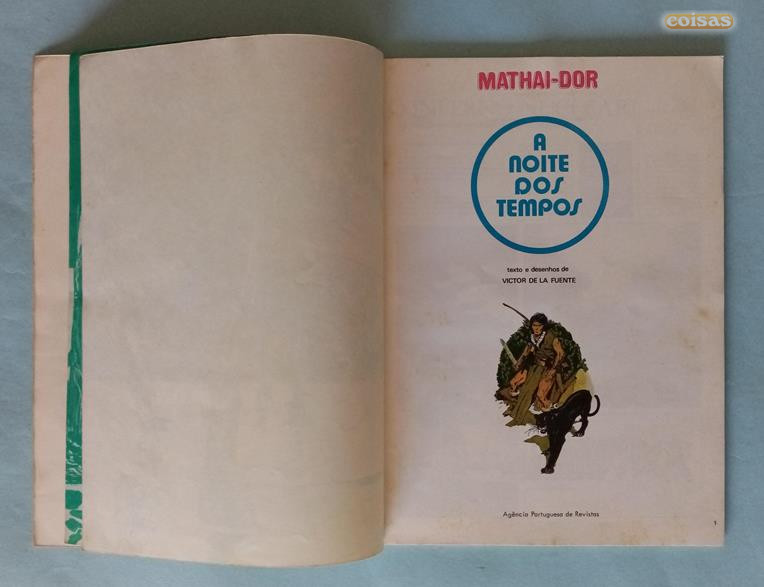 coisas
MATHAI-DOR
A
NOITE
DOS
TEMPOS
texto e desenhos de
VICTOR DE LA FUENTE
Agência Portuguesa de Revistas
1